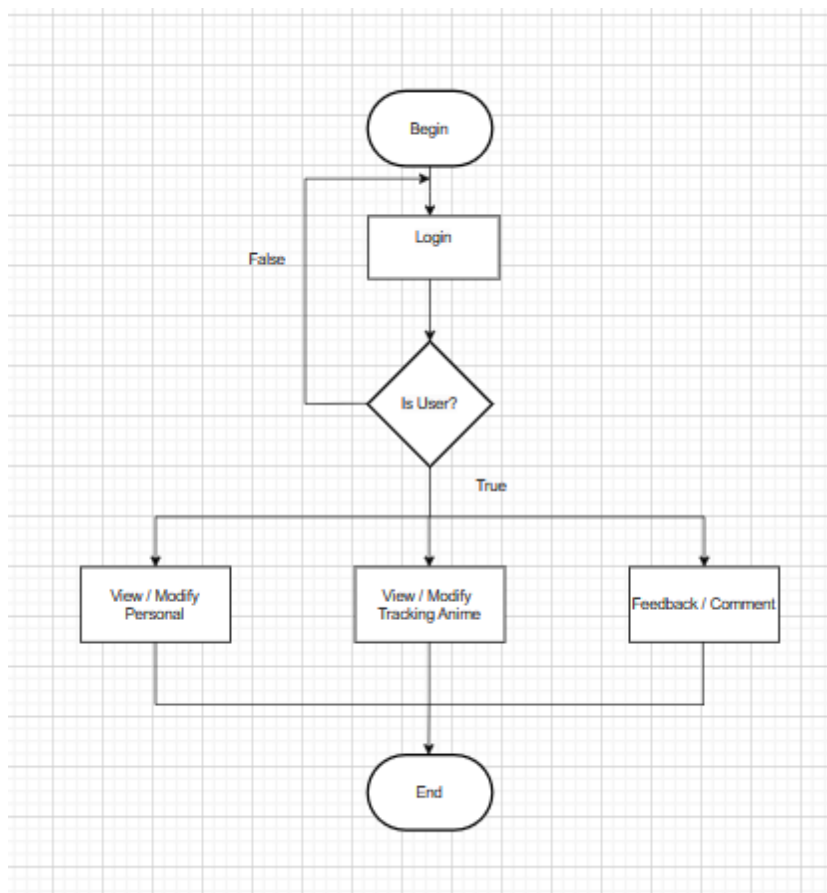 Begin
Login
False
Is User?
True
View / Modify
Personal
View / Modify
Tracking Anime
Feedback / Comment
End